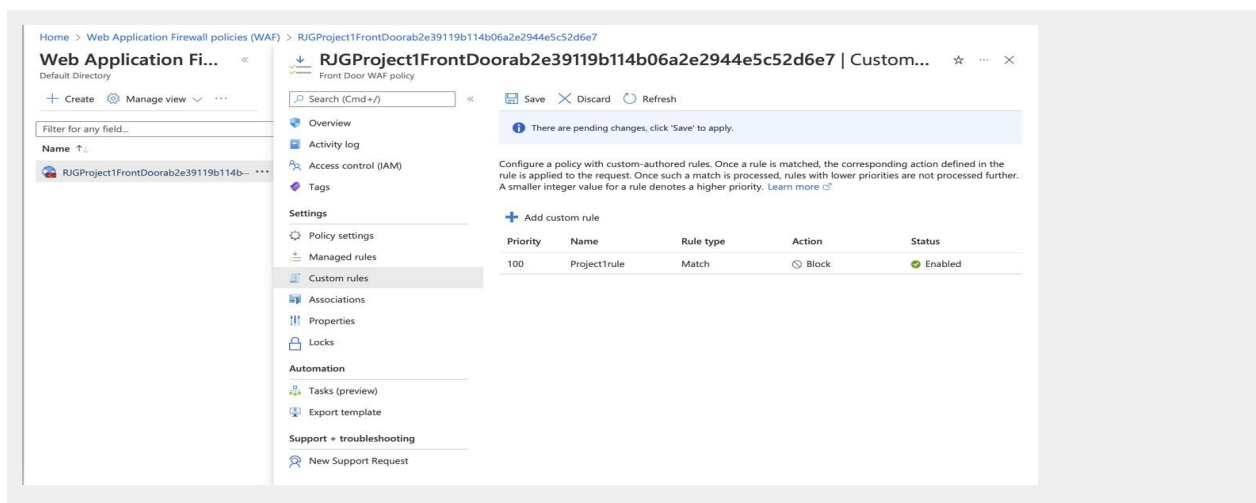 Home > Web Application Firewall policies (WAF) > RJGProject1FrontDoorab2e39119b114b06a2e2944e5c52d6e7
Web Application Fi... «
Default Directory
+ Create Manage view ···
Filter for any field...
Name ↑↓
RJGProject1FrontDoorab2e39119b114b··· ···
RJGProject1FrontDoorab2e39119b114b06a2e2944e5c52d6e7 | Custom... ☆ ··· ×
Front Door WAF policy
Search (Cmd+/) «
Overview
Activity log
Access control (IAM)
Tags
Settings
Policy settings
Managed rules
Custom rules
Associations
Properties
Locks
Automation
Tasks (preview)
Export template
Support + troubleshooting
New Support Request
Save Discard Refresh
There are pending changes, click 'Save' to apply.
Configure a policy with custom-authored rules. Once a rule is matched, the corresponding action defined in the
rule is applied to the request. Once such a match is processed, rules with lower priorities are not processed further.
A smaller integer value for a rule denotes a higher priority. Learn more
+ Add custom rule
Priority Name Rule type Action Status
100 Project1rule Match Block Enabled